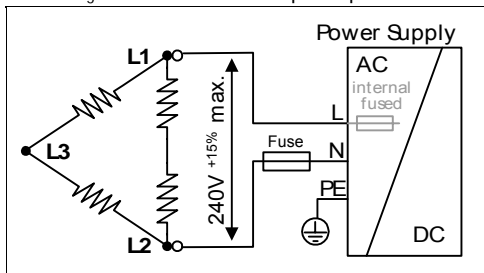 Power Supply
L1
AC
internal
fused
L
240V +15% max.
Fuse
N
L3
PE
L2
DC